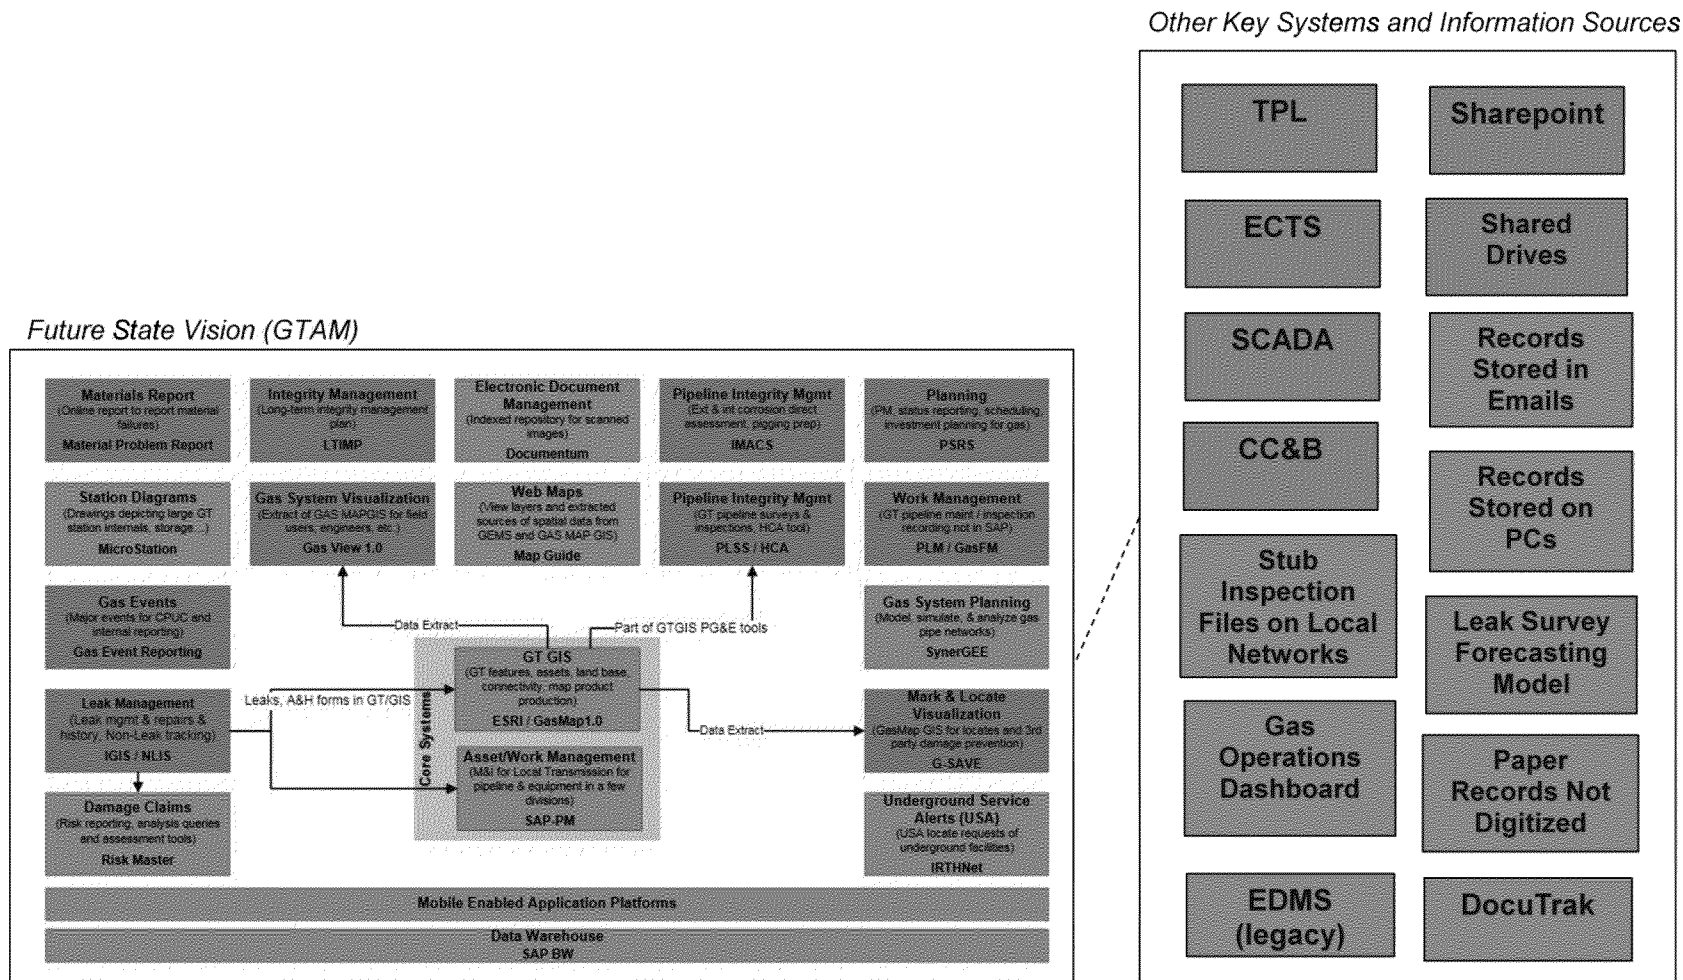 Other Key Systems and Information Sources
TPL
Sharepoint
ECTS
Shared
Drives
SCADA
Records
Stored in
Emails
CC&B
Records
Stored on
PCs
Stub
Inspection
Files on Local
Networks
Leak Survey
Forecasting
Model
Gas
Operations
Dashboard
Paper
Records Not
Digitized
EDMS
(legacy)
DocuTrak
Future State Vision (GTAM)
Materials Report
(Online report to report material
failures)
Material Problem Report
Integrity Management
(Long-term integrity management
plan)
LTIMP
Electronic Document
Management
(Indexed repository for scanned
images)
Documentum
Pipeline Integrity Mgmt
(Ext & int corrosion direct
assessment, pigging prep)
IMACS
Planning
(PM, status reporting, scheduling,
investment planning for gas)
PSRS
Station Diagrams
(Drawings depicting large GT
station internals, storage...)
MicroStation
Gas System Visualization
(Extract of GAS MAPGIS for field
users, engineers, etc.)
Gas View 1.0
Web Maps
(View layers and extracted
sources of spatial data from
GEMS and GAS MAP GIS)
Map Guide
Pipeline Integrity Mgmt
(GT pipeline surveys &
inspections, HCA tool)
PLSS / HCA
Work Management
(GT pipeline maint / inspection
recording not in SAP)
PLM / GasFM
Gas Events
(Major events for CPUC and
internal reporting)
Gas Event Reporting
Data Extract
Part of GTGIS PG&E tools
Gas System Planning
(Model, simulate, & analyze gas
pipe networks)
SynerGEE
Core Systems
GT GIS
(GT features, assets, land base,
connectivity, map product
production)
ESRI / GasMap1.0
Leak Management
(Leak mgmt & repairs &
history, Non-Leak tracking)
IGIS / NLIS
Leaks, A&H forms in GT/GIS
Data Extract
Mark & Locate
Visualization
(GasMap GIS for locates and 3rd
party damage prevention)
G-SAVE
Asset/Work Management
(M&I for Local Transmission for
pipeline & equipment in a few
divisions)
SAP-PM
Damage Claims
(Risk reporting, analysis queries
and assessment tools)
Risk Master
Underground Service
Alerts (USA)
(USA locate requests of
underground facilities)
IRTHNet
Mobile Enabled Application Platforms
Data Warehouse
SAP BW